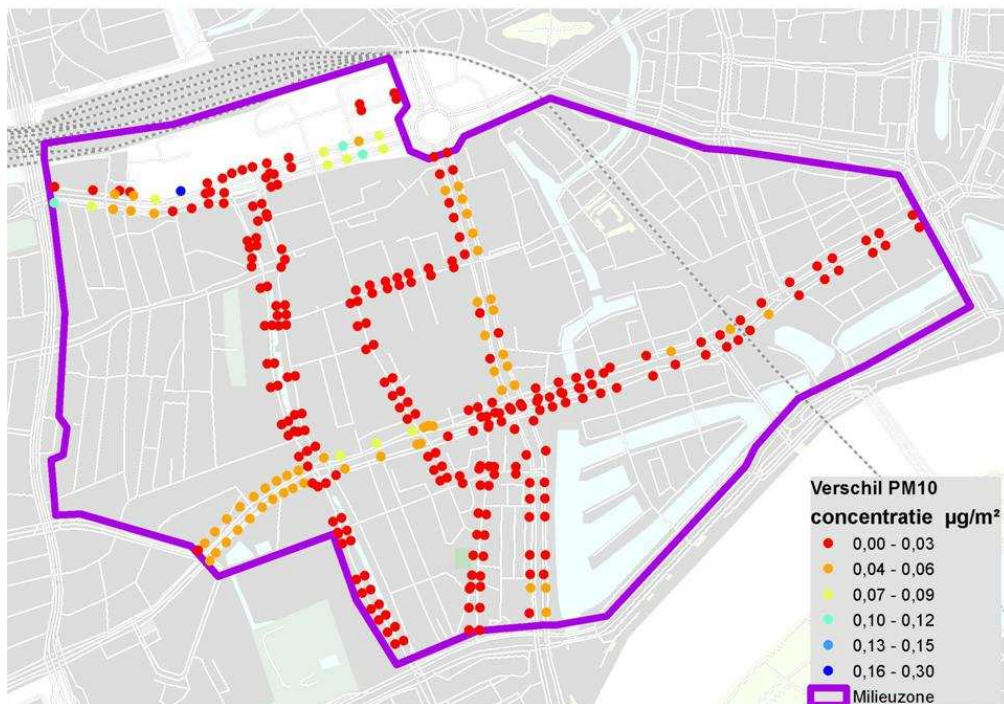 Verschil PM10
concentratie µg/m²
0,00 - 0,03
0,04 - 0,06
0,07 - 0,09
0,10 - 0,12
0,13 - 0,15
0,16 - 0,30
Milieuzone